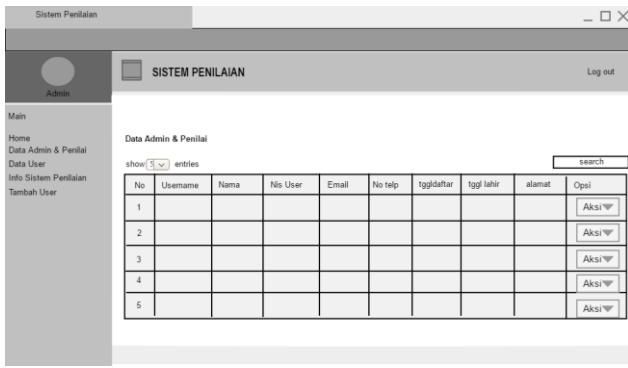 Sistem Penilaian
SISTEM PENILAIAN
Log out
Admin
Main
Home
Data Admin & Penilai
Data User
Info Sistem Penilaian
Tambah User
Data Admin & Penilai
show 5 entries
search
No Username Nama Nis User Email No telp tggldaftar tggl lahir alamat Opsi
1 Aksi
2 Aksi
3 Aksi
4 Aksi
5 Aksi